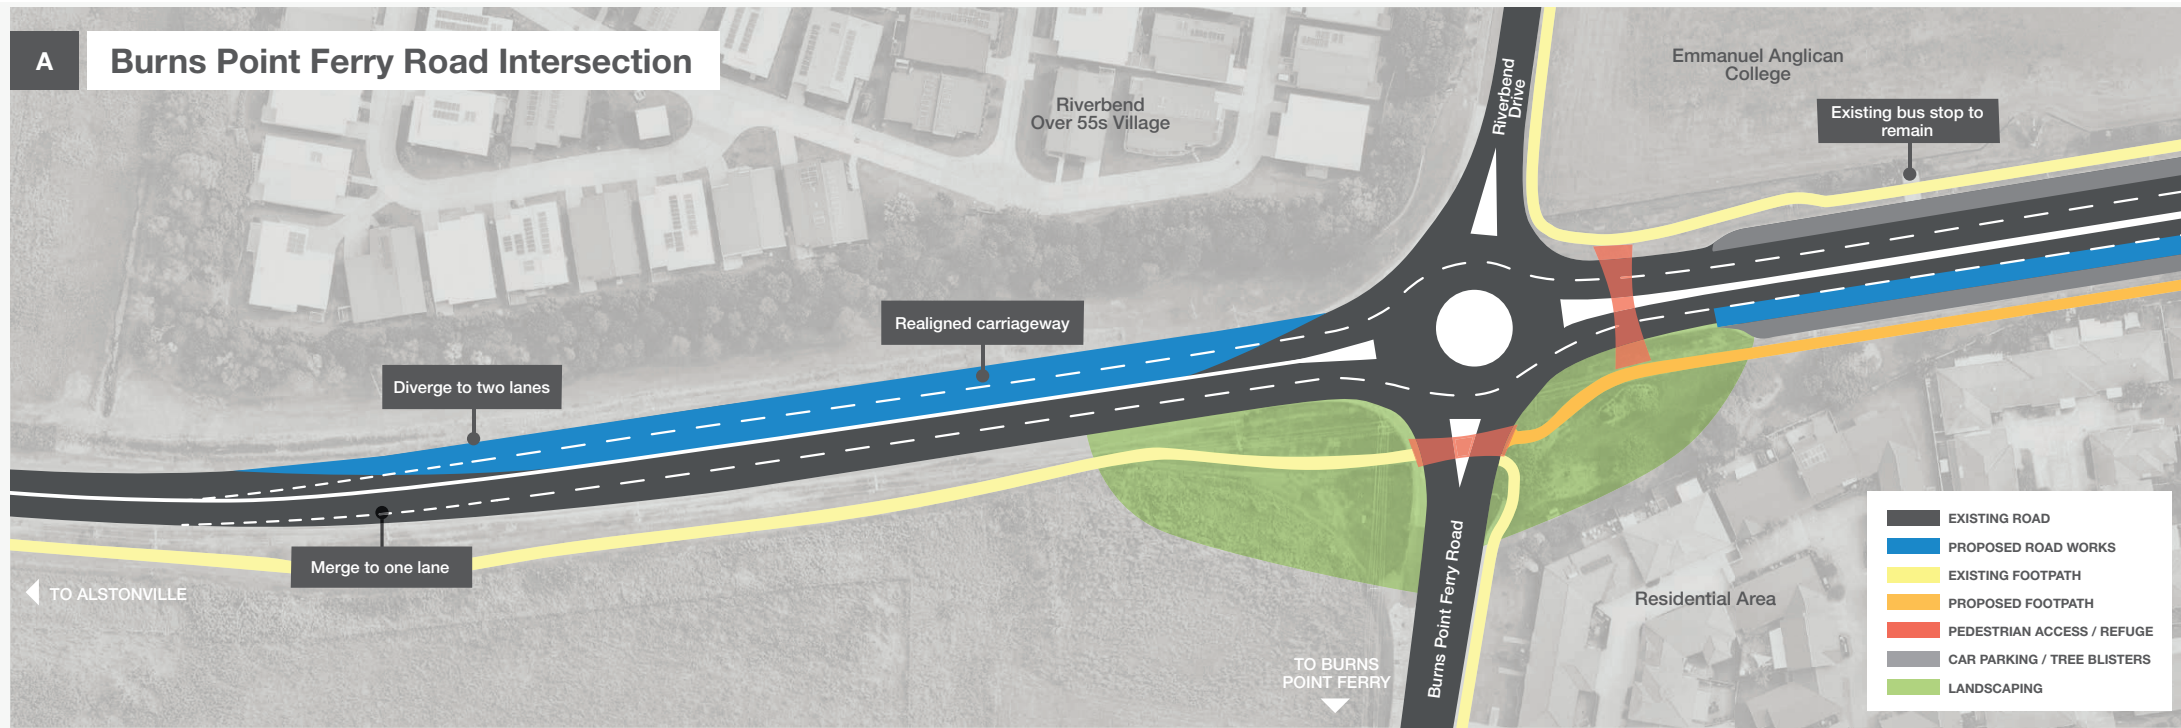 A
Burns Point Ferry Road Intersection
Riverbend
Over 55s Village
Riverbend
Drive
Emmanuel Anglican
College
Existing bus stop to
remain
Realigned carriageway
Diverge to two lanes
Merge to one lane
TO ALSTONVILLE
TO BURNS
POINT FERRY
Burns Point Ferry Road
Residential Area
EXISTING ROAD
PROPOSED ROAD WORKS
EXISTING FOOTPATH
PROPOSED FOOTPATH
PEDESTRIAN ACCESS / REFUGE
CAR PARKING / TREE BLISTERS
LANDSCAPING